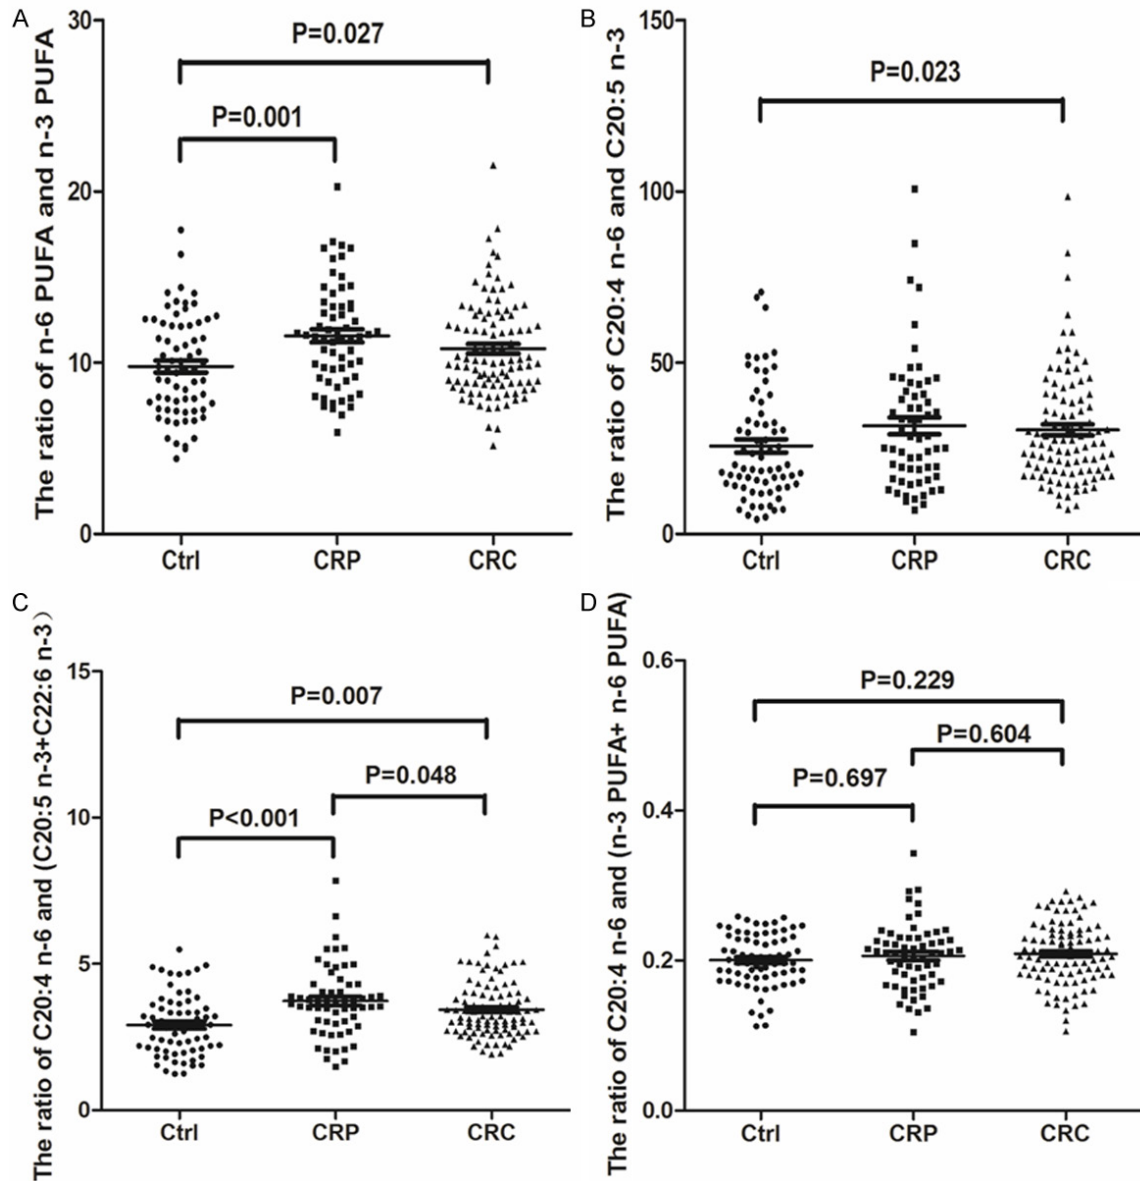 A
The ratio of n-6 PUFA and n-3 PUFA
30
20
10
0
P=0.027
P=0.001
Ctrl
CRP
CRC
B
The ratio of C20:4 n-6 and C20:5 n-3
150
100
50
0
P=0.023
Ctrl
CRP
CRC
C
The ratio of C20:4 n-6 and (C20:5 n-3+C22:6 n-3)
15
10
5
0
P=0.007
P=0.048
P<0.001
Ctrl
CRP
CRC
D
The ratio of C20:4 n-6 and (n-3 PUFA+ n-6 PUFA)
0.6
0.4
0.2
0.0
P=0.229
P=0.604
P=0.697
Ctrl
CRP
CRC